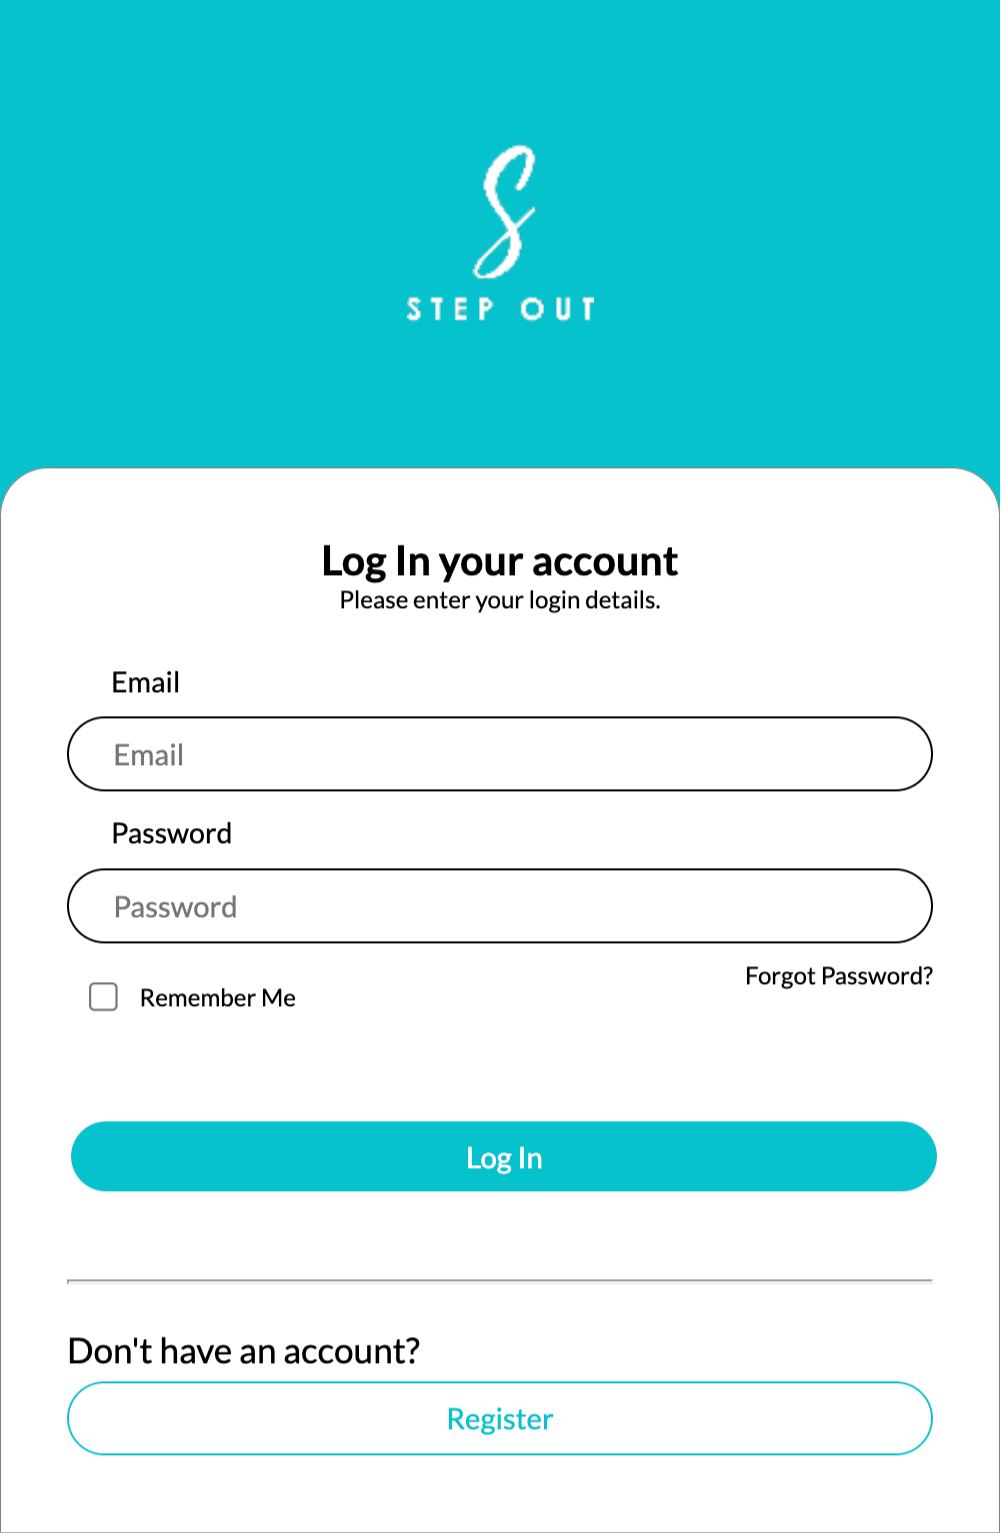 S
STEP OUT
Log In your account
Please enter your login details.
Email
Email
Password
Password
Forgot Password?
Remember Me
Log In
Don't have an account?
Register